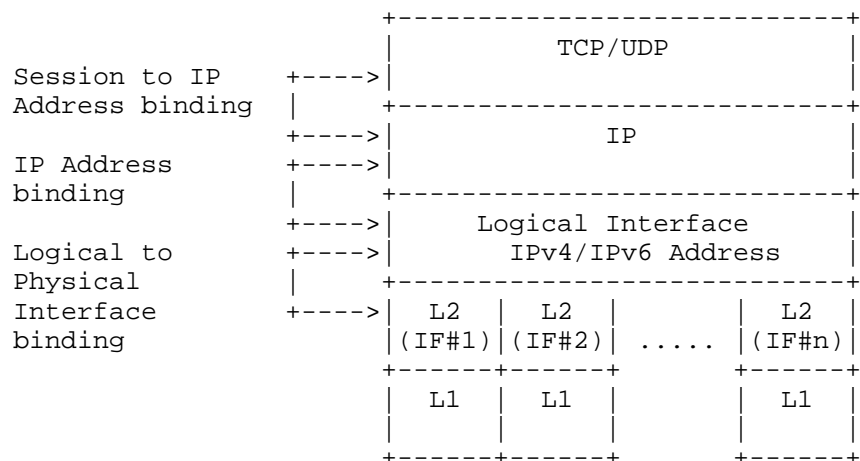 TCP/UDP
Session to IP
Address binding
IP
IP Address
binding
Logical Interface
Logical to IPv4/IPv6 Address
Physical
Interface L2 L2 L2
binding (IF#1) (IF#2) ..... (IF#n)
L1 L1 L1